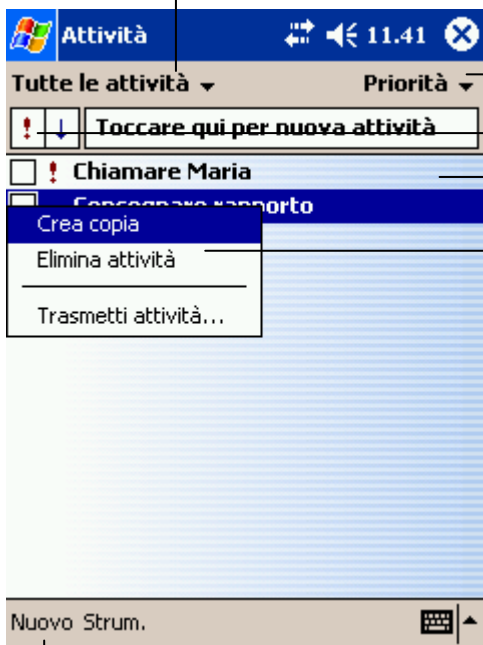 Attività 11.41
Tutte le attività Priorità
Toccare qui per nuova attività
Chiamare Maria
Consegnare rapporto
Crea copia
Elimina attività
Trasmetti attività...
Nuovo Strum.